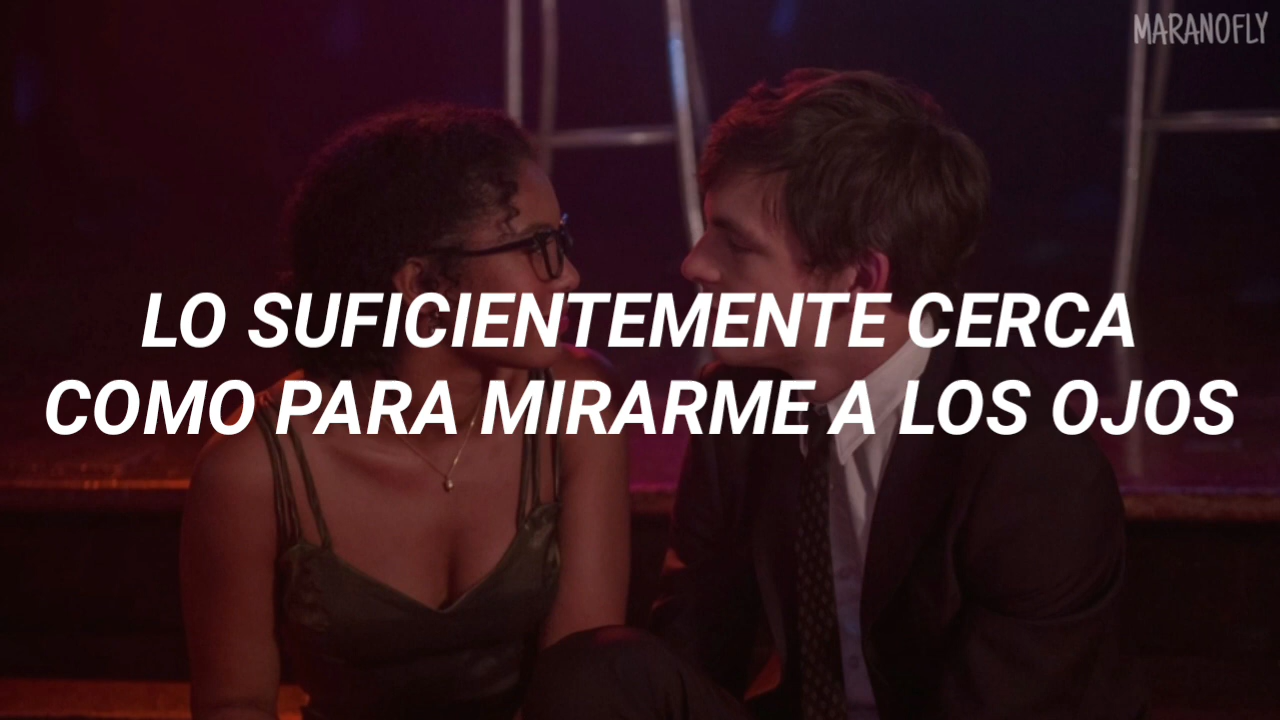 MARANOFLY
LO SUFICIENTEMENTE CERCA
COMO PARA MIRARME A LOS OJOS